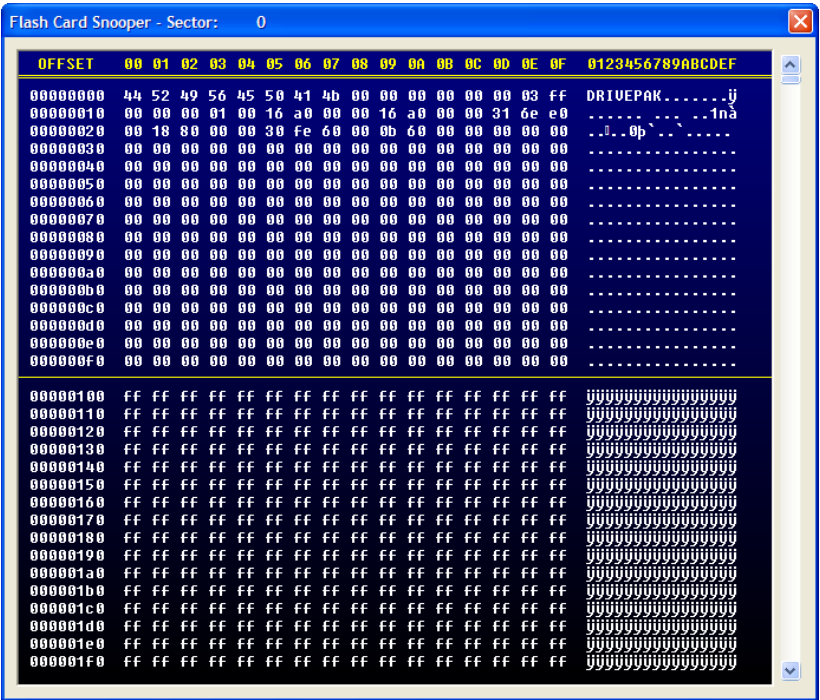 Flash Card Snooper - Sector: 0
OFFSET 00 01 02 03 04 05 06 07 08 09 0A 0B 0C 0D 0E 0F 0123456789ABCDEF
00000000 44 52 49 56 45 50 41 4b 00 00 00 00 00 00 03 ff DRIVEPAK.......ÿ
00000010 00 00 00 01 00 16 a0 00 00 16 a0 00 00 31 6e e0 ...... ... ..1nà
00000020 00 18 80 00 00 30 fe 60 00 0b 60 00 00 00 00 00 ..▯..0þ`..`.....
00000030 00 00 00 00 00 00 00 00 00 00 00 00 00 00 00 00 ................
00000040 00 00 00 00 00 00 00 00 00 00 00 00 00 00 00 00 ................
00000050 00 00 00 00 00 00 00 00 00 00 00 00 00 00 00 00 ................
00000060 00 00 00 00 00 00 00 00 00 00 00 00 00 00 00 00 ................
00000070 00 00 00 00 00 00 00 00 00 00 00 00 00 00 00 00 ................
00000080 00 00 00 00 00 00 00 00 00 00 00 00 00 00 00 00 ................
00000090 00 00 00 00 00 00 00 00 00 00 00 00 00 00 00 00 ................
000000a0 00 00 00 00 00 00 00 00 00 00 00 00 00 00 00 00 ................
000000b0 00 00 00 00 00 00 00 00 00 00 00 00 00 00 00 00 ................
000000c0 00 00 00 00 00 00 00 00 00 00 00 00 00 00 00 00 ................
000000d0 00 00 00 00 00 00 00 00 00 00 00 00 00 00 00 00 ................
000000e0 00 00 00 00 00 00 00 00 00 00 00 00 00 00 00 00 ................
000000f0 00 00 00 00 00 00 00 00 00 00 00 00 00 00 00 00 ................
00000100 ff ff ff ff ff ff ff ff ff ff ff ff ff ff ff ff ÿÿÿÿÿÿÿÿÿÿÿÿÿÿÿÿ
00000110 ff ff ff ff ff ff ff ff ff ff ff ff ff ff ff ff ÿÿÿÿÿÿÿÿÿÿÿÿÿÿÿÿ
00000120 ff ff ff ff ff ff ff ff ff ff ff ff ff ff ff ff ÿÿÿÿÿÿÿÿÿÿÿÿÿÿÿÿ
00000130 ff ff ff ff ff ff ff ff ff ff ff ff ff ff ff ff ÿÿÿÿÿÿÿÿÿÿÿÿÿÿÿÿ
00000140 ff ff ff ff ff ff ff ff ff ff ff ff ff ff ff ff ÿÿÿÿÿÿÿÿÿÿÿÿÿÿÿÿ
00000150 ff ff ff ff ff ff ff ff ff ff ff ff ff ff ff ff ÿÿÿÿÿÿÿÿÿÿÿÿÿÿÿÿ
00000160 ff ff ff ff ff ff ff ff ff ff ff ff ff ff ff ff ÿÿÿÿÿÿÿÿÿÿÿÿÿÿÿÿ
00000170 ff ff ff ff ff ff ff ff ff ff ff ff ff ff ff ff ÿÿÿÿÿÿÿÿÿÿÿÿÿÿÿÿ
00000180 ff ff ff ff ff ff ff ff ff ff ff ff ff ff ff ff ÿÿÿÿÿÿÿÿÿÿÿÿÿÿÿÿ
00000190 ff ff ff ff ff ff ff ff ff ff ff ff ff ff ff ff ÿÿÿÿÿÿÿÿÿÿÿÿÿÿÿÿ
000001a0 ff ff ff ff ff ff ff ff ff ff ff ff ff ff ff ff ÿÿÿÿÿÿÿÿÿÿÿÿÿÿÿÿ
000001b0 ff ff ff ff ff ff ff ff ff ff ff ff ff ff ff ff ÿÿÿÿÿÿÿÿÿÿÿÿÿÿÿÿ
000001c0 ff ff ff ff ff ff ff ff ff ff ff ff ff ff ff ff ÿÿÿÿÿÿÿÿÿÿÿÿÿÿÿÿ
000001d0 ff ff ff ff ff ff ff ff ff ff ff ff ff ff ff ff ÿÿÿÿÿÿÿÿÿÿÿÿÿÿÿÿ
000001e0 ff ff ff ff ff ff ff ff ff ff ff ff ff ff ff ff ÿÿÿÿÿÿÿÿÿÿÿÿÿÿÿÿ
000001f0 ff ff ff ff ff ff ff ff ff ff ff ff ff ff ff ff ÿÿÿÿÿÿÿÿÿÿÿÿÿÿÿÿ